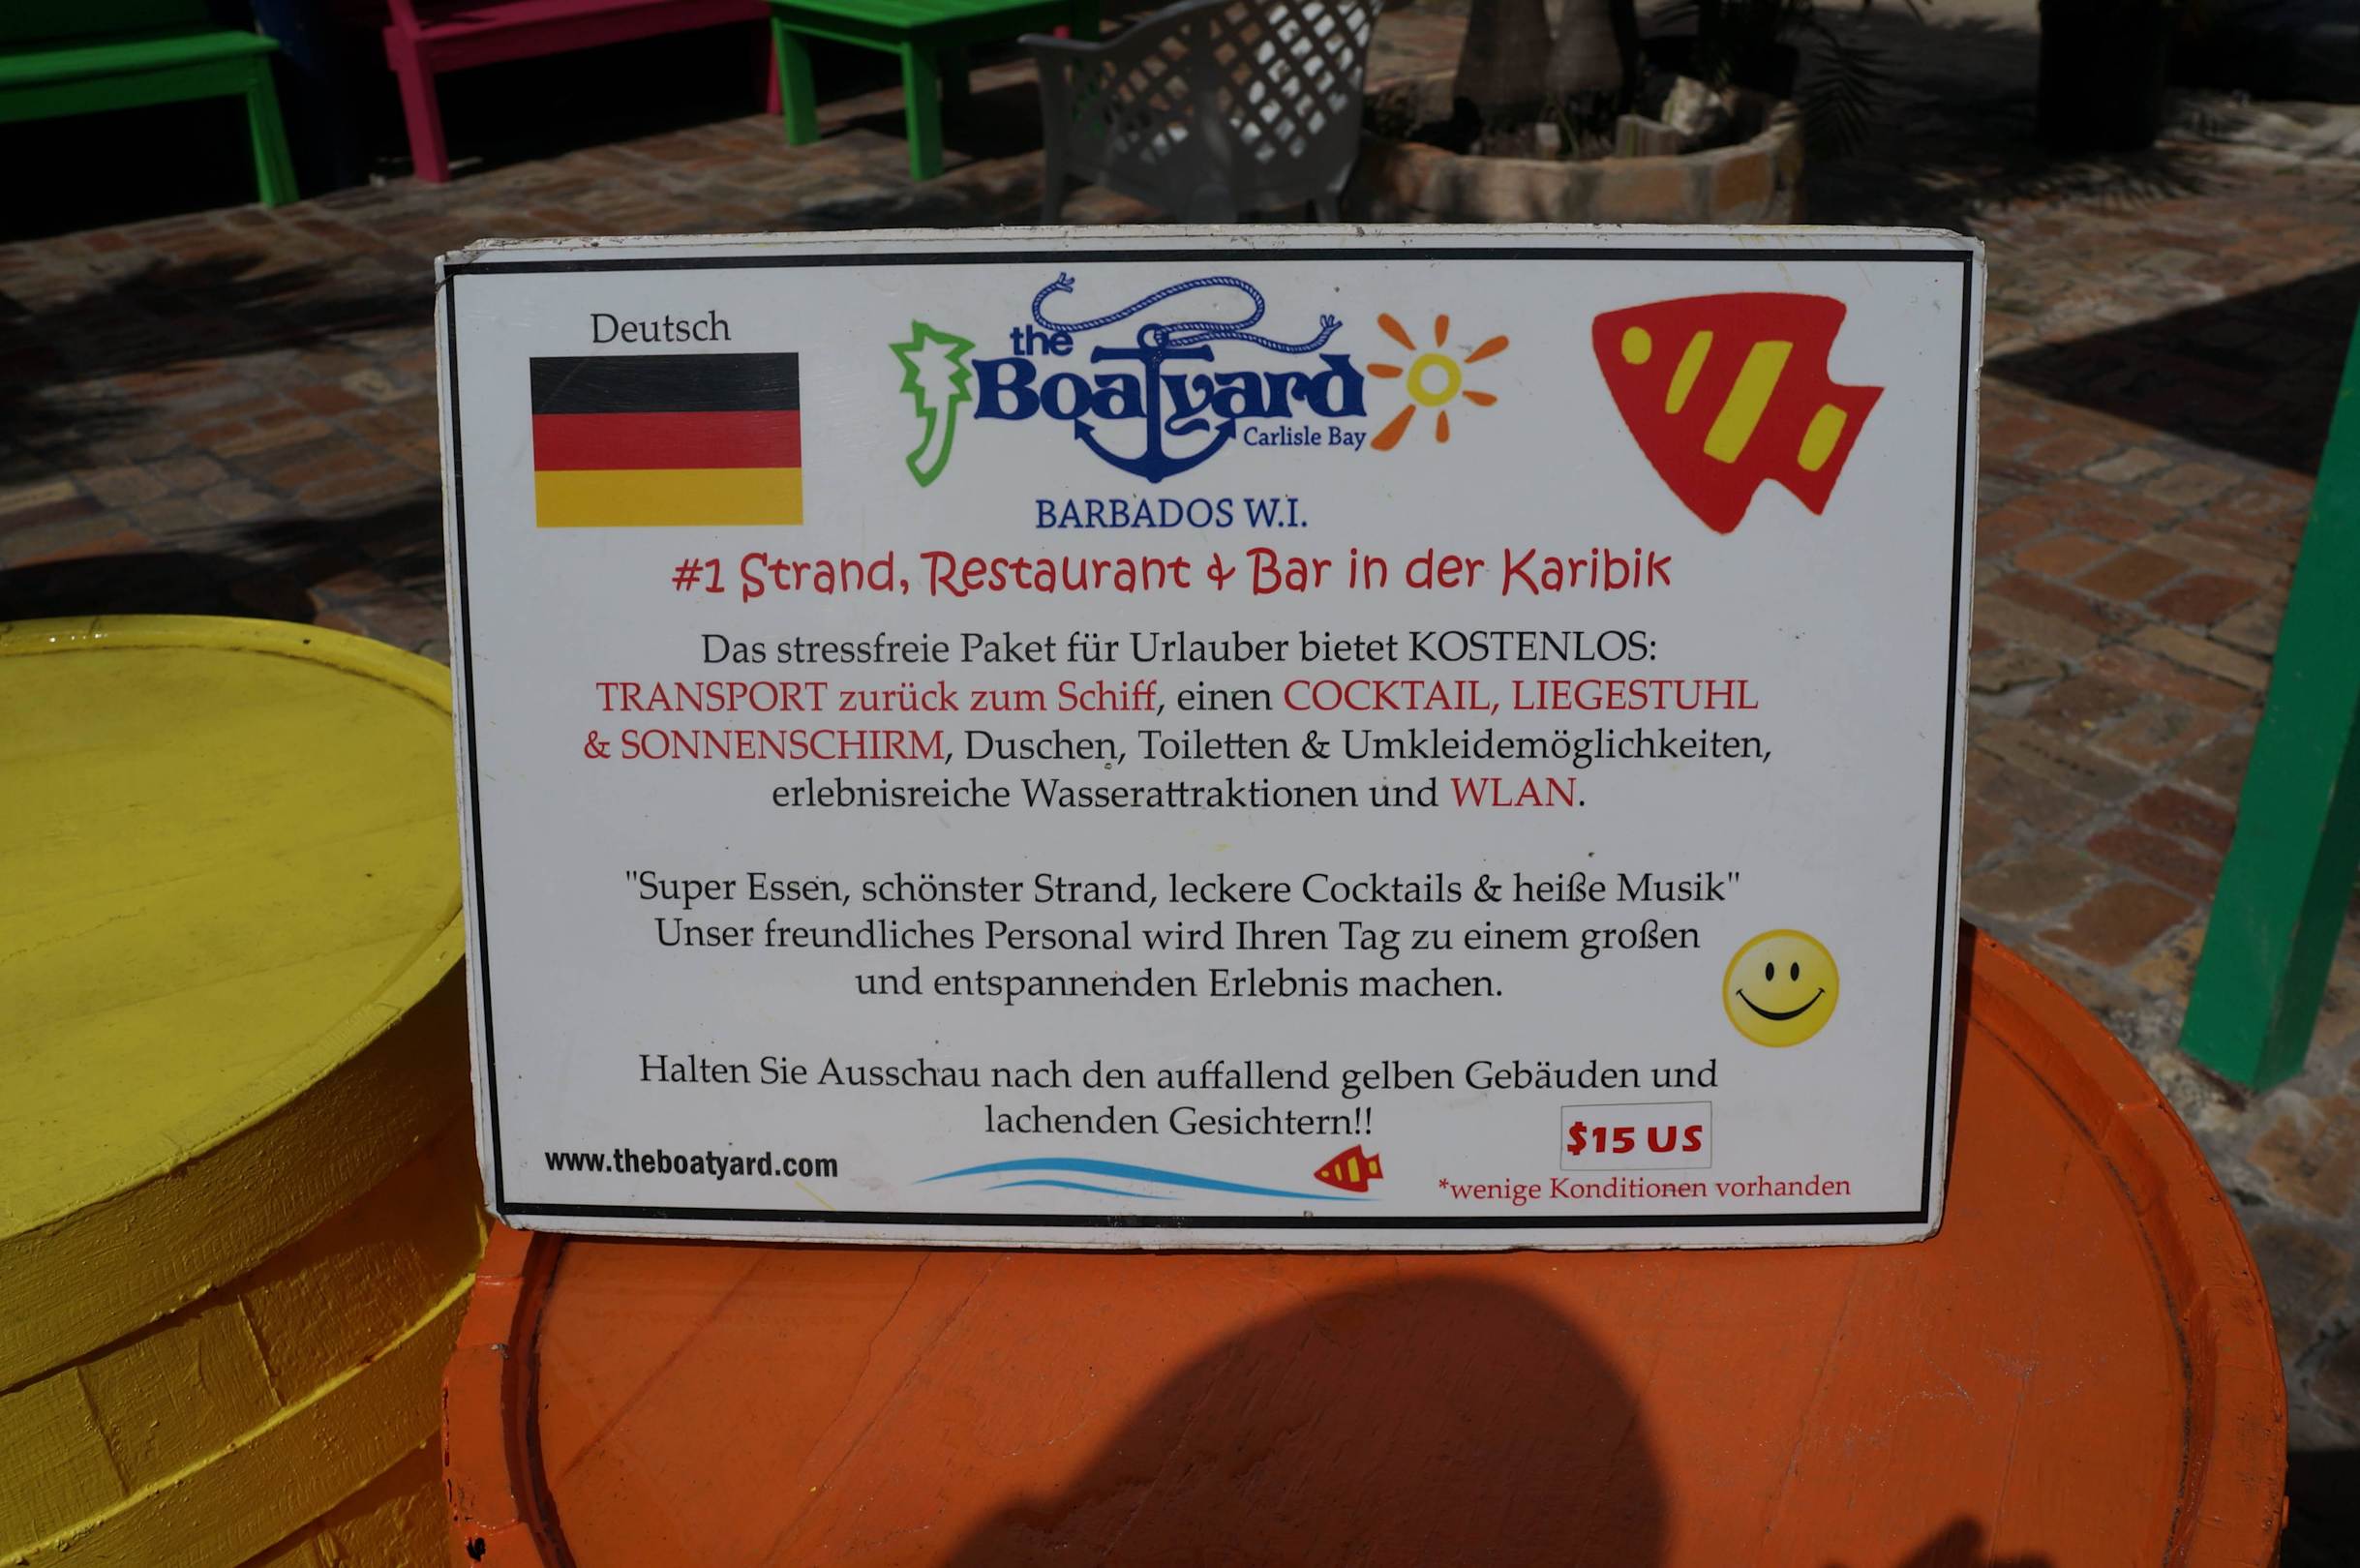 Deutsch
the
Boatyard
Carlisle Bay
BARBADOS W.I.
#1 Strand, Restaurant & Bar in der Karibik
Das stressfreie Paket für Urlauber bietet KOSTENLOS:
TRANSPORT zurück zum Schiff, einen COCKTAIL, LIEGESTUHL
& SONNENSCHIRM, Duschen, Toiletten & Umkleidemöglichkeiten,
erlebnisreiche Wasserattraktionen und WLAN.
"Super Essen, schönster Strand, leckere Cocktails & heiße Musik"
Unser freundliches Personal wird Ihren Tag zu einem großen
und entspannenden Erlebnis machen.
Halten Sie Ausschau nach den auffallend gelben Gebäuden und
lachenden Gesichtern!!
$15 US
www.theboatyard.com
*wenige Konditionen vorhanden